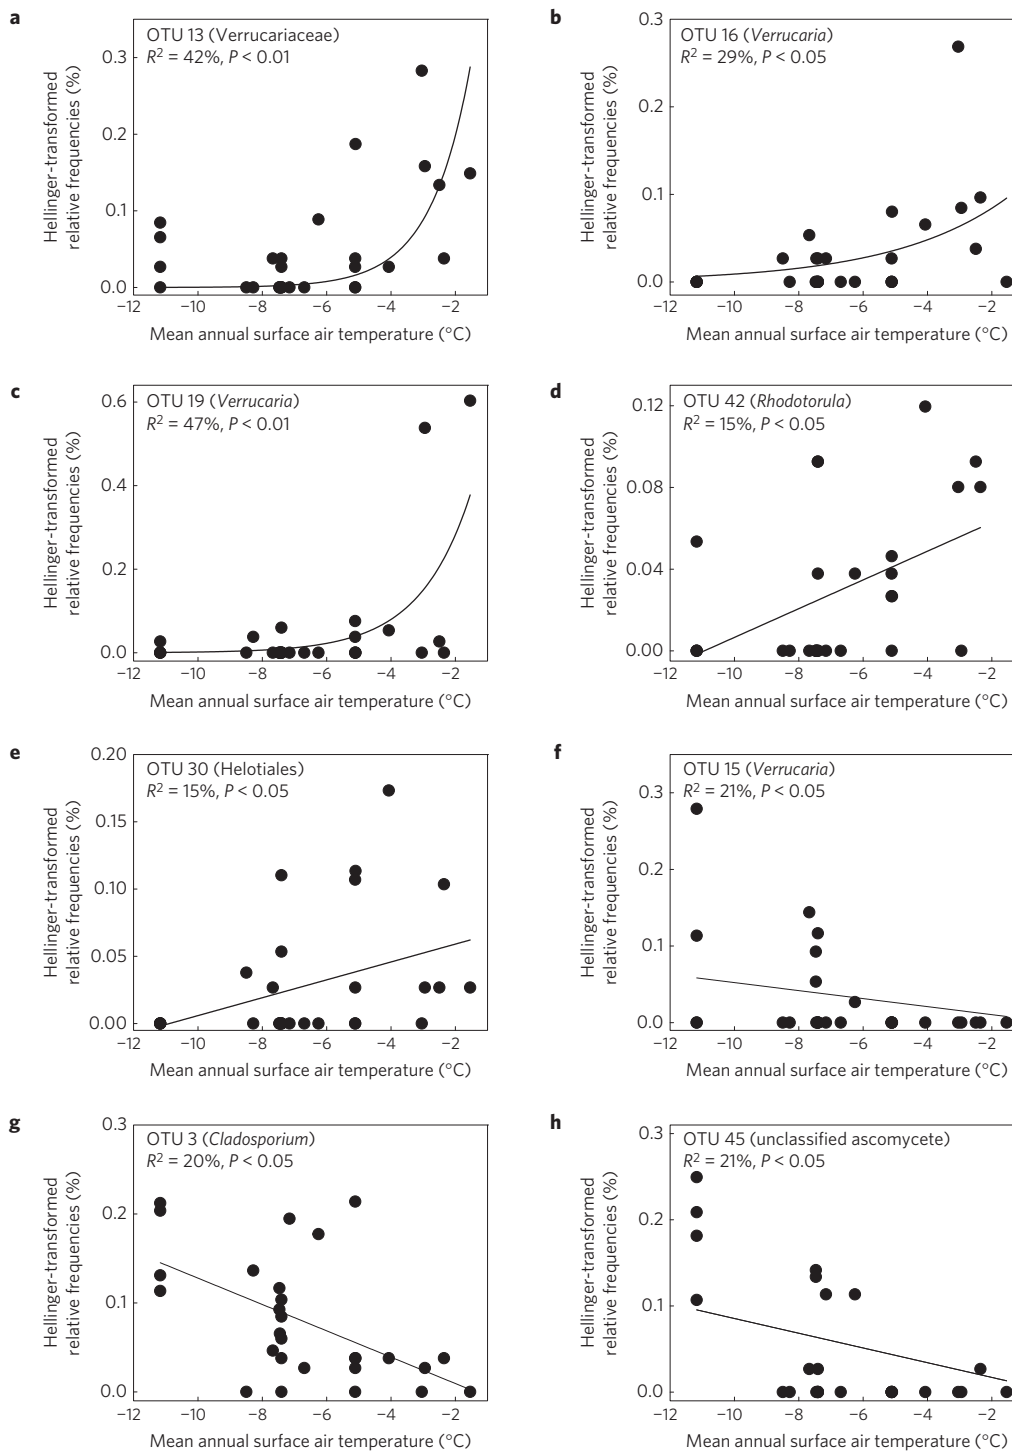 a
OTU 13 (Verrucariaceae)
R² = 42%, P < 0.01
Hellinger-transformed
relative frequencies (%)
0.3
0.2
0.1
0.0
−12 −10 −8 −6 −4 −2
Mean annual surface air temperature (°C)
b
OTU 16 (Verrucaria)
R² = 29%, P < 0.05
Hellinger-transformed
relative frequencies (%)
0.3
0.2
0.1
0.0
−12 −10 −8 −6 −4 −2
Mean annual surface air temperature (°C)
c
OTU 19 (Verrucaria)
R² = 47%, P < 0.01
Hellinger-transformed
relative frequencies (%)
0.6
0.4
0.2
0.0
−12 −10 −8 −6 −4 −2
Mean annual surface air temperature (°C)
d
OTU 42 (Rhodotorula)
R² = 15%, P < 0.05
Hellinger-transformed
relative frequencies (%)
0.12
0.08
0.04
0.00
−12 −10 −8 −6 −4 −2
Mean annual surface air temperature (°C)
e
OTU 30 (Helotiales)
R² = 15%, P < 0.05
Hellinger-transformed
relative frequencies (%)
0.20
0.15
0.10
0.05
0.00
−12 −10 −8 −6 −4 −2
Mean annual surface air temperature (°C)
f
OTU 15 (Verrucaria)
R² = 21%, P < 0.05
Hellinger-transformed
relative frequencies (%)
0.3
0.2
0.1
0.0
−12 −10 −8 −6 −4 −2
Mean annual surface air temperature (°C)
g
OTU 3 (Cladosporium)
R² = 20%, P < 0.05
Hellinger-transformed
relative frequencies (%)
0.3
0.2
0.1
0.0
−12 −10 −8 −6 −4 −2
Mean annual surface air temperature (°C)
h
OTU 45 (unclassified ascomycete)
R² = 21%, P < 0.05
Hellinger-transformed
relative frequencies (%)
0.3
0.2
0.1
0.0
−12 −10 −8 −6 −4 −2
Mean annual surface air temperature (°C)